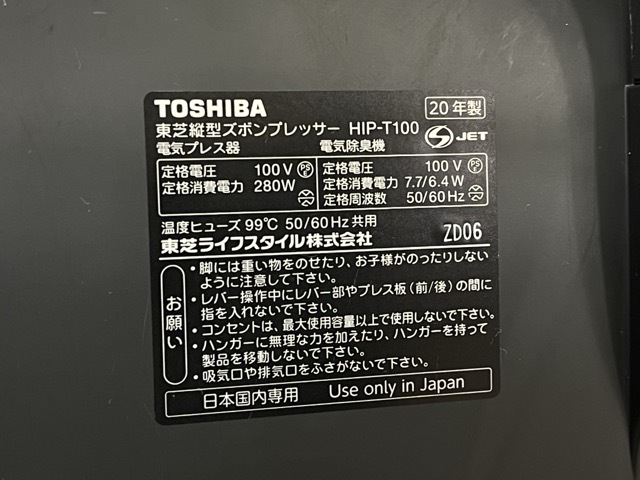 TOSHIBA
20年製
東芝縦型ズボンプレッサー HIP-T100
S JET
電気プレス器
電気除臭機
定格電圧 100V PSE
定格消費電力 280W
定格電圧 100V PSE
定格消費電力 7.7/6.4W
定格周波数 50/60Hz
温度ヒューズ 99℃ 50/60Hz共用
東芝ライフスタイル株式会社
ZD06
お願い
・脚には重い物をのせたり、お子様がのったりしない
ように注意して下さい。
・レバー操作中にレバー部やプレス板(前/後)の間に
指を入れないで下さい。
・コンセントは、最大使用容量以上で使用しないで下さい。
・ハンガーに無理な力を加えたり、ハンガーを持って
製品を移動しないで下さい。
・吸気口や排気口をふさがないで下さい。
日本国内専用 Use only in Japan